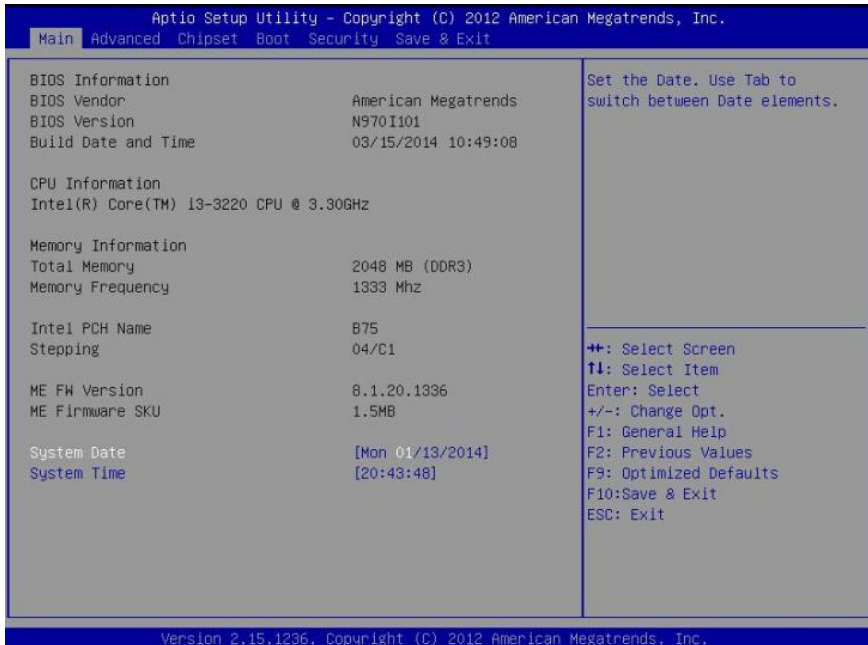 Aptio Setup Utility - Copyright (C) 2012 American Megatrends, Inc.
Main Advanced Chipset Boot Security Save & Exit
BIOS Information
BIOS Vendor American Megatrends
BIOS Version N970I101
Build Date and Time 03/15/2014 10:49:08
CPU Information
Intel(R) Core(TM) i3-3220 CPU @ 3.30GHz
Memory Information
Total Memory 2048 MB (DDR3)
Memory Frequency 1333 Mhz
Intel PCH Name B75
Stepping 04/C1
ME FW Version 8.1.20.1336
ME Firmware SKU 1.5MB
System Date [Mon 01/13/2014]
System Time [20:43:48]
Set the Date. Use Tab to
switch between Date elements.
→←: Select Screen
↑↓: Select Item
Enter: Select
+/-: Change Opt.
F1: General Help
F2: Previous Values
F9: Optimized Defaults
F10:Save & Exit
ESC: Exit
Version 2.15.1236. Copyright (C) 2012 American Megatrends, Inc.